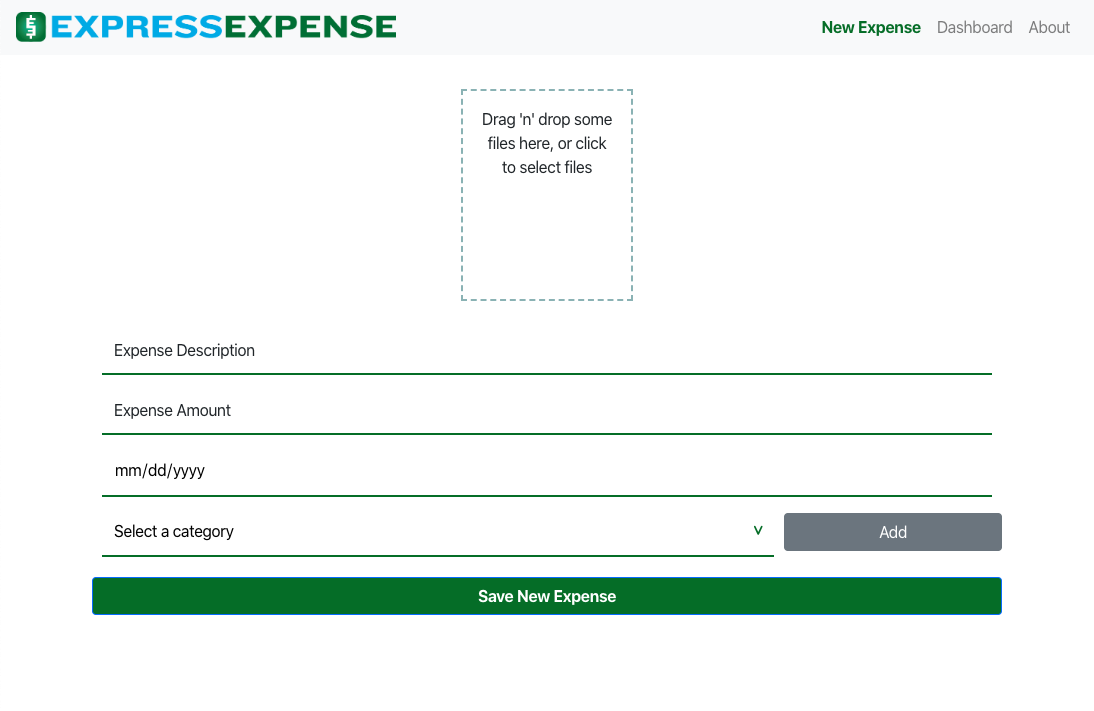 EXPRESSEXPENSE
New Expense Dashboard About
Drag 'n' drop some
files here, or click
to select files
Expense Description
Expense Amount
mm/dd/yyyy
Select a category
Add
Save New Expense